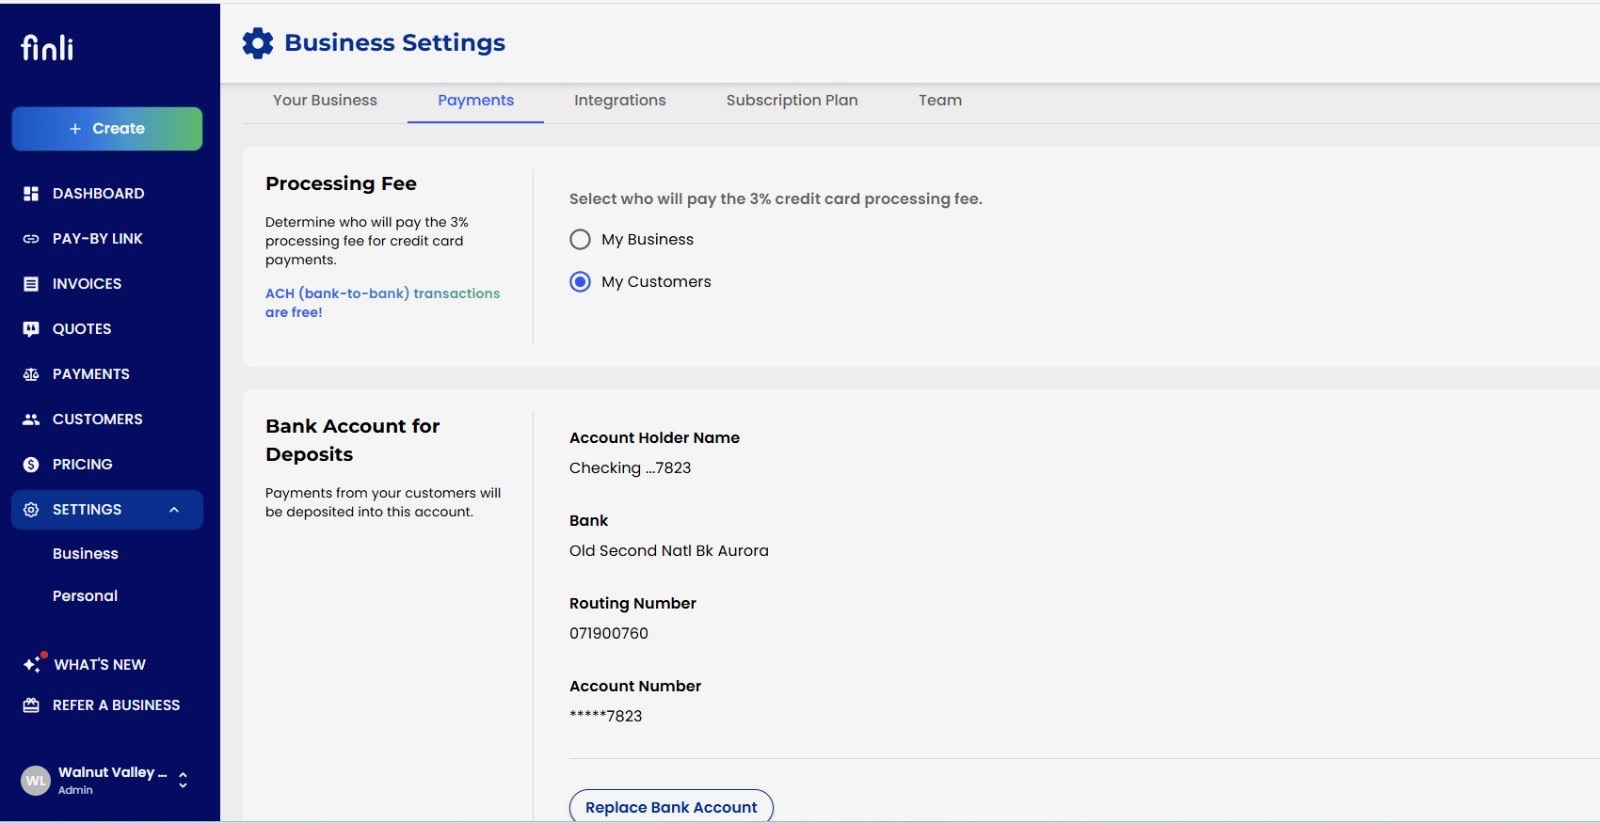 finli
+ Create
DASHBOARD
PAY-BY LINK
INVOICES
QUOTES
PAYMENTS
CUSTOMERS
PRICING
SETTINGS
Business
Personal
WHAT'S NEW
REFER A BUSINESS
WL
Walnut Valley ...
Admin
Business Settings
Your Business Payments Integrations Subscription Plan Team
Processing Fee
Determine who will pay the 3%
processing fee for credit card
payments.
ACH (bank-to-bank) transactions
are free!
Select who will pay the 3% credit card processing fee.
My Business
My Customers
Bank Account for
Deposits
Payments from your customers will
be deposited into this account.
Account Holder Name
Checking ...7823
Bank
Old Second Natl Bk Aurora
Routing Number
071900760
Account Number
*****7823
Replace Bank Account